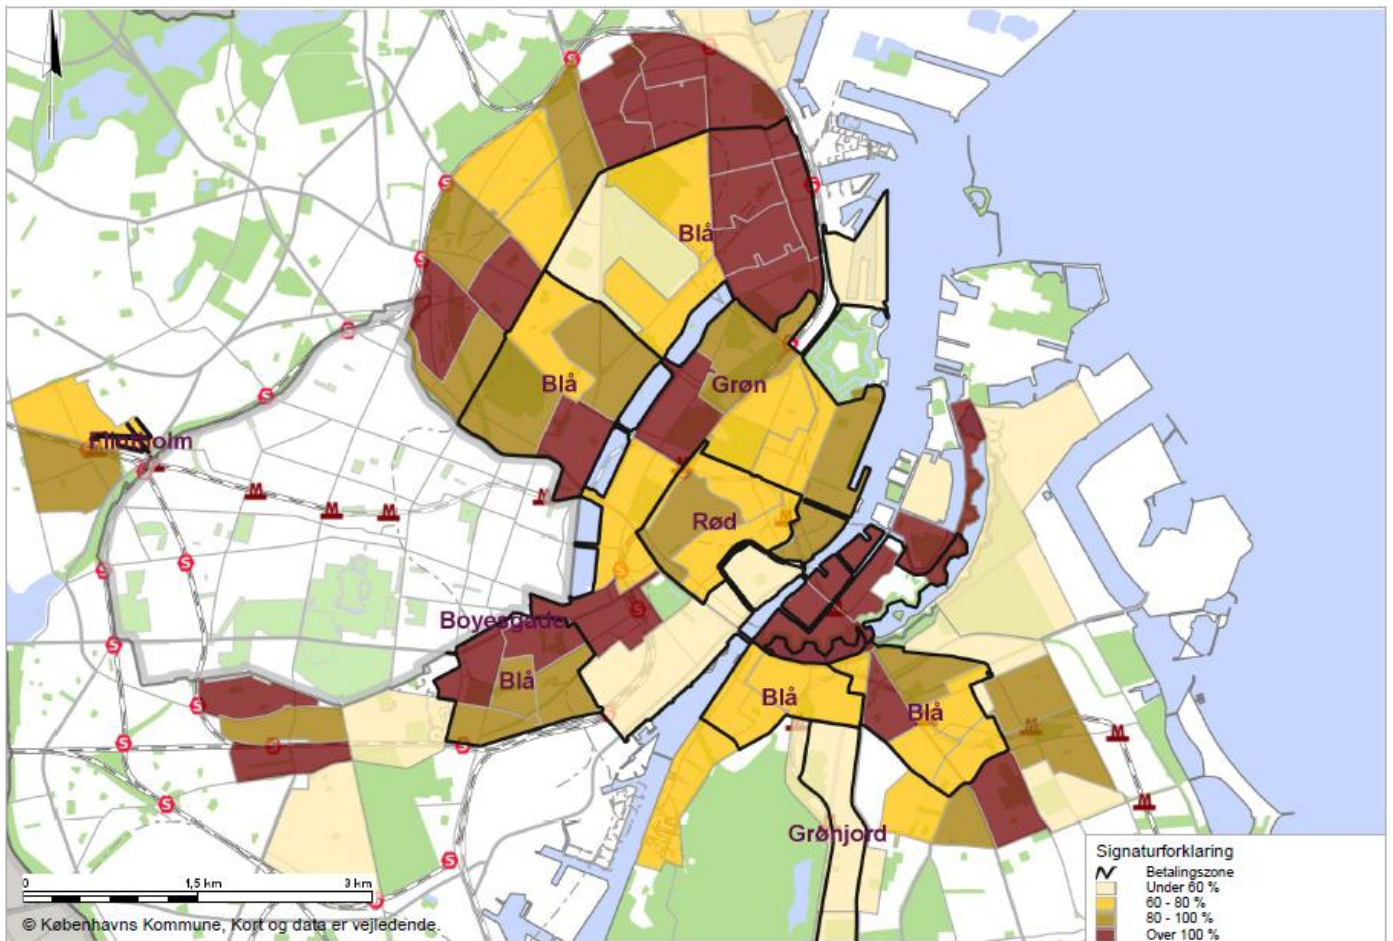 Blå
Blå
Grøn
Flintholm
Rød
Boyesgade
Blå
Blå
Blå
Grønjord
Signaturforklaring
Betalingszone
Under 60 %
60 - 80 %
80 - 100 %
Over 100 %
0 1,5 km 3 km
© Københavns Kommune, Kort og data er vejledende.
S
S
S
S
S
S
S
S
M
M
M
M
S
S
S
S
S
S
S
S
M
M
S
S
S
M
S
S